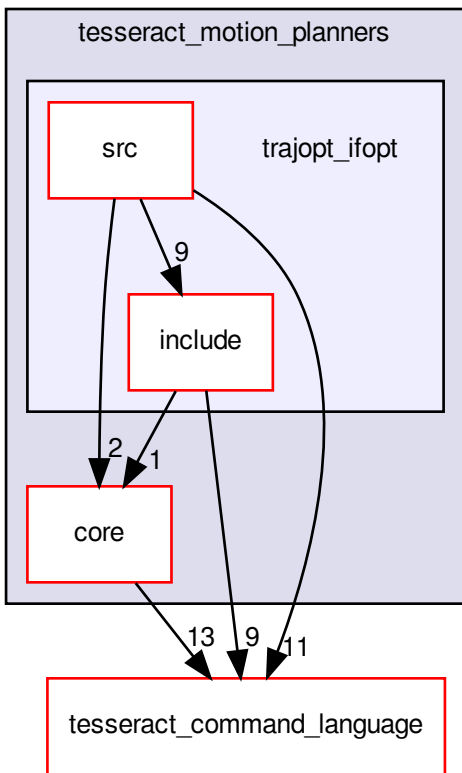 tesseract_motion_planners
src
trajopt_ifopt
9
include
2
1
core
13
9
11
tesseract_command_language